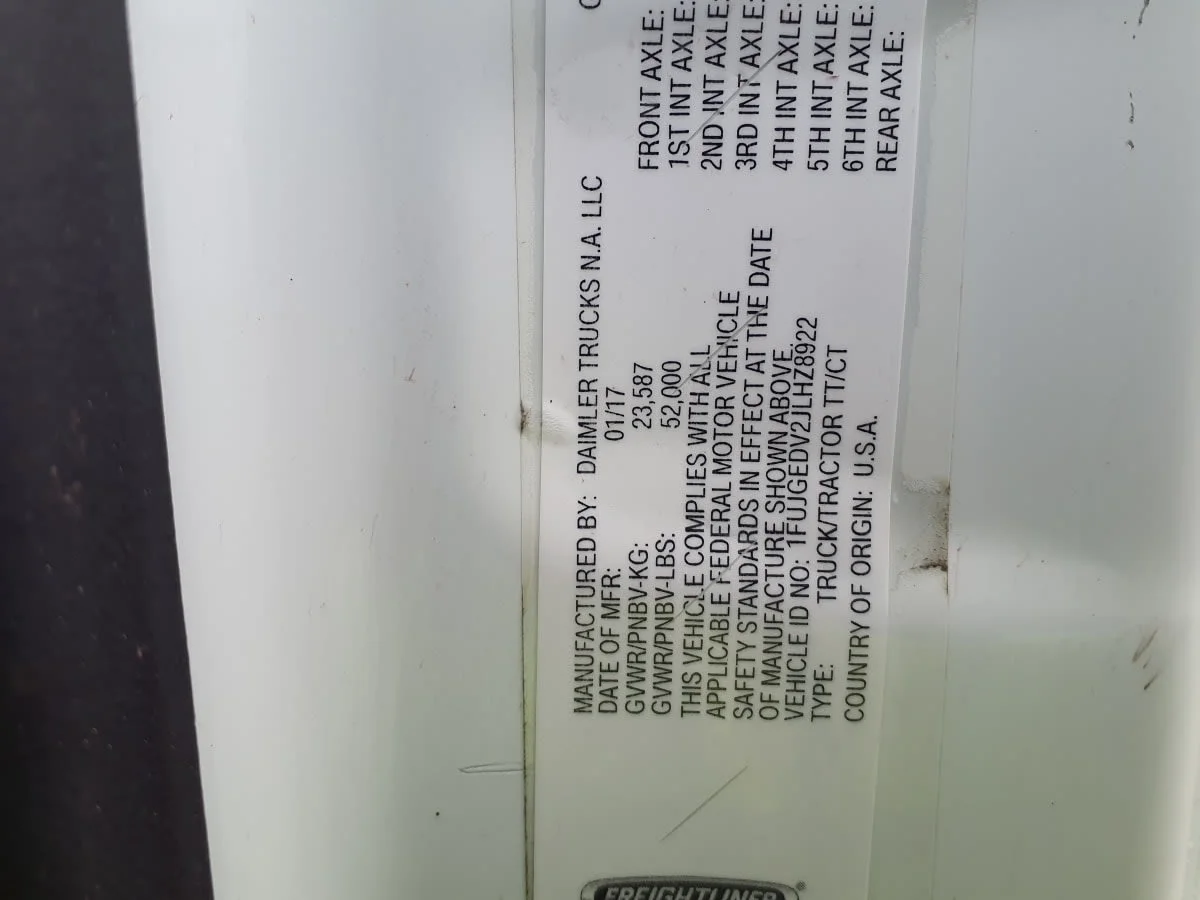 FREIGHTLINER
MANUFACTURED BY: DAIMLER TRUCKS N.A. LLC
DATE OF MFR: 01/17
GVWR/PNBV-KG: 23,587
GVWR/PNBV-LBS: 52,000
THIS VEHICLE COMPLIES WITH ALL
APPLICABLE FEDERAL MOTOR VEHICLE
SAFETY STANDARDS IN EFFECT AT THE DATE
OF MANUFACTURE SHOWN ABOVE.
VEHICLE ID NO: 1FUJGEDV2JLHZ8922
TYPE: TRUCK/TRACTOR TT/CT
COUNTRY OF ORIGIN: U.S.A.
FRONT AXLE:
1ST INT AXLE:
2ND INT AXLE:
3RD INT AXLE:
4TH INT AXLE:
5TH INT AXLE:
6TH INT AXLE:
REAR AXLE: